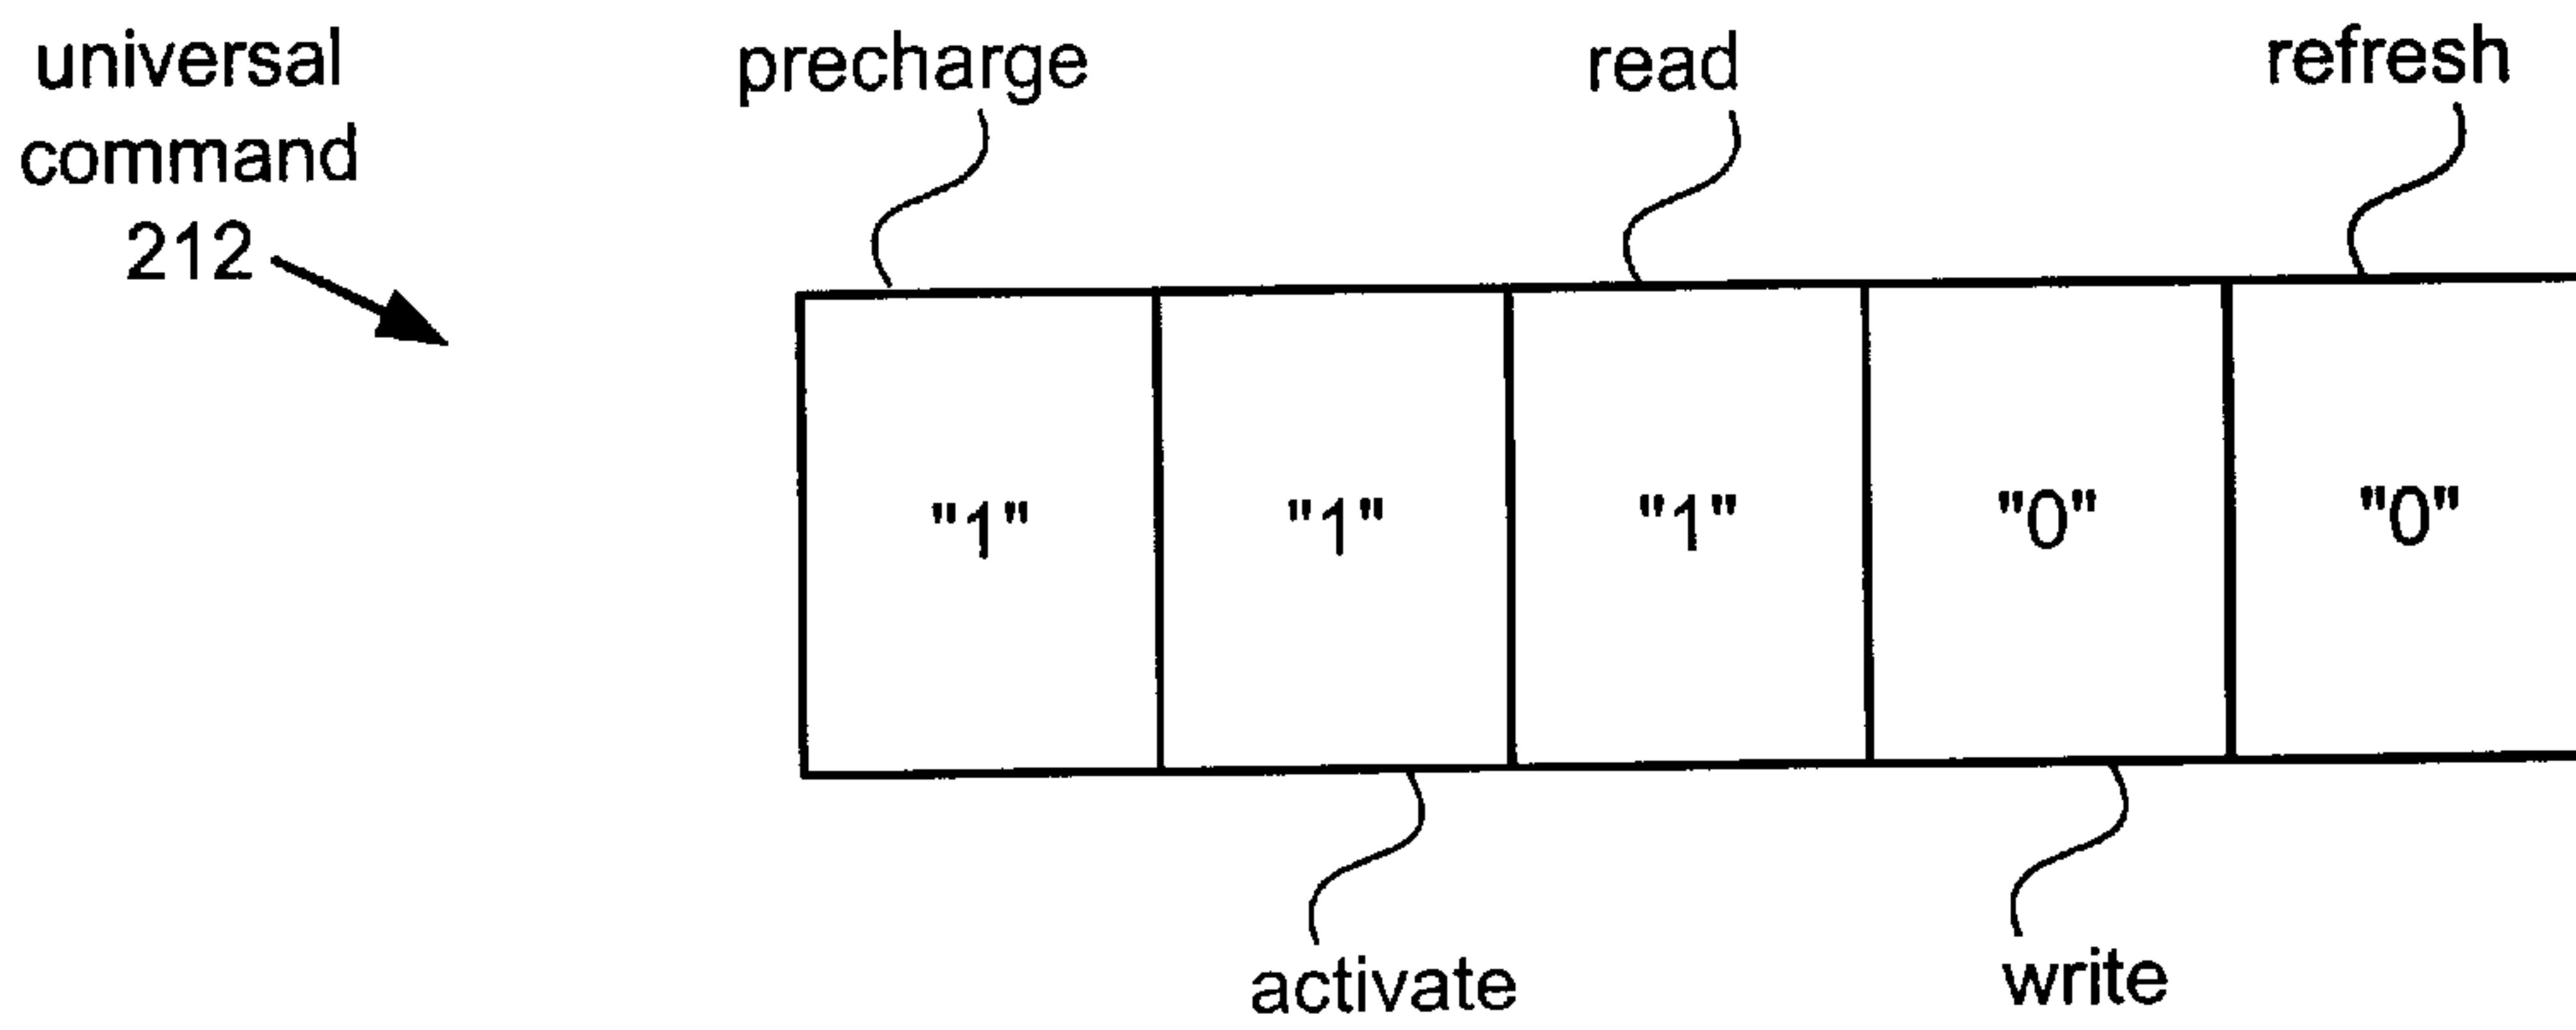 universal
command
212
precharge
read
refresh
"1"
"1"
"1"
"0"
"0"
activate
write